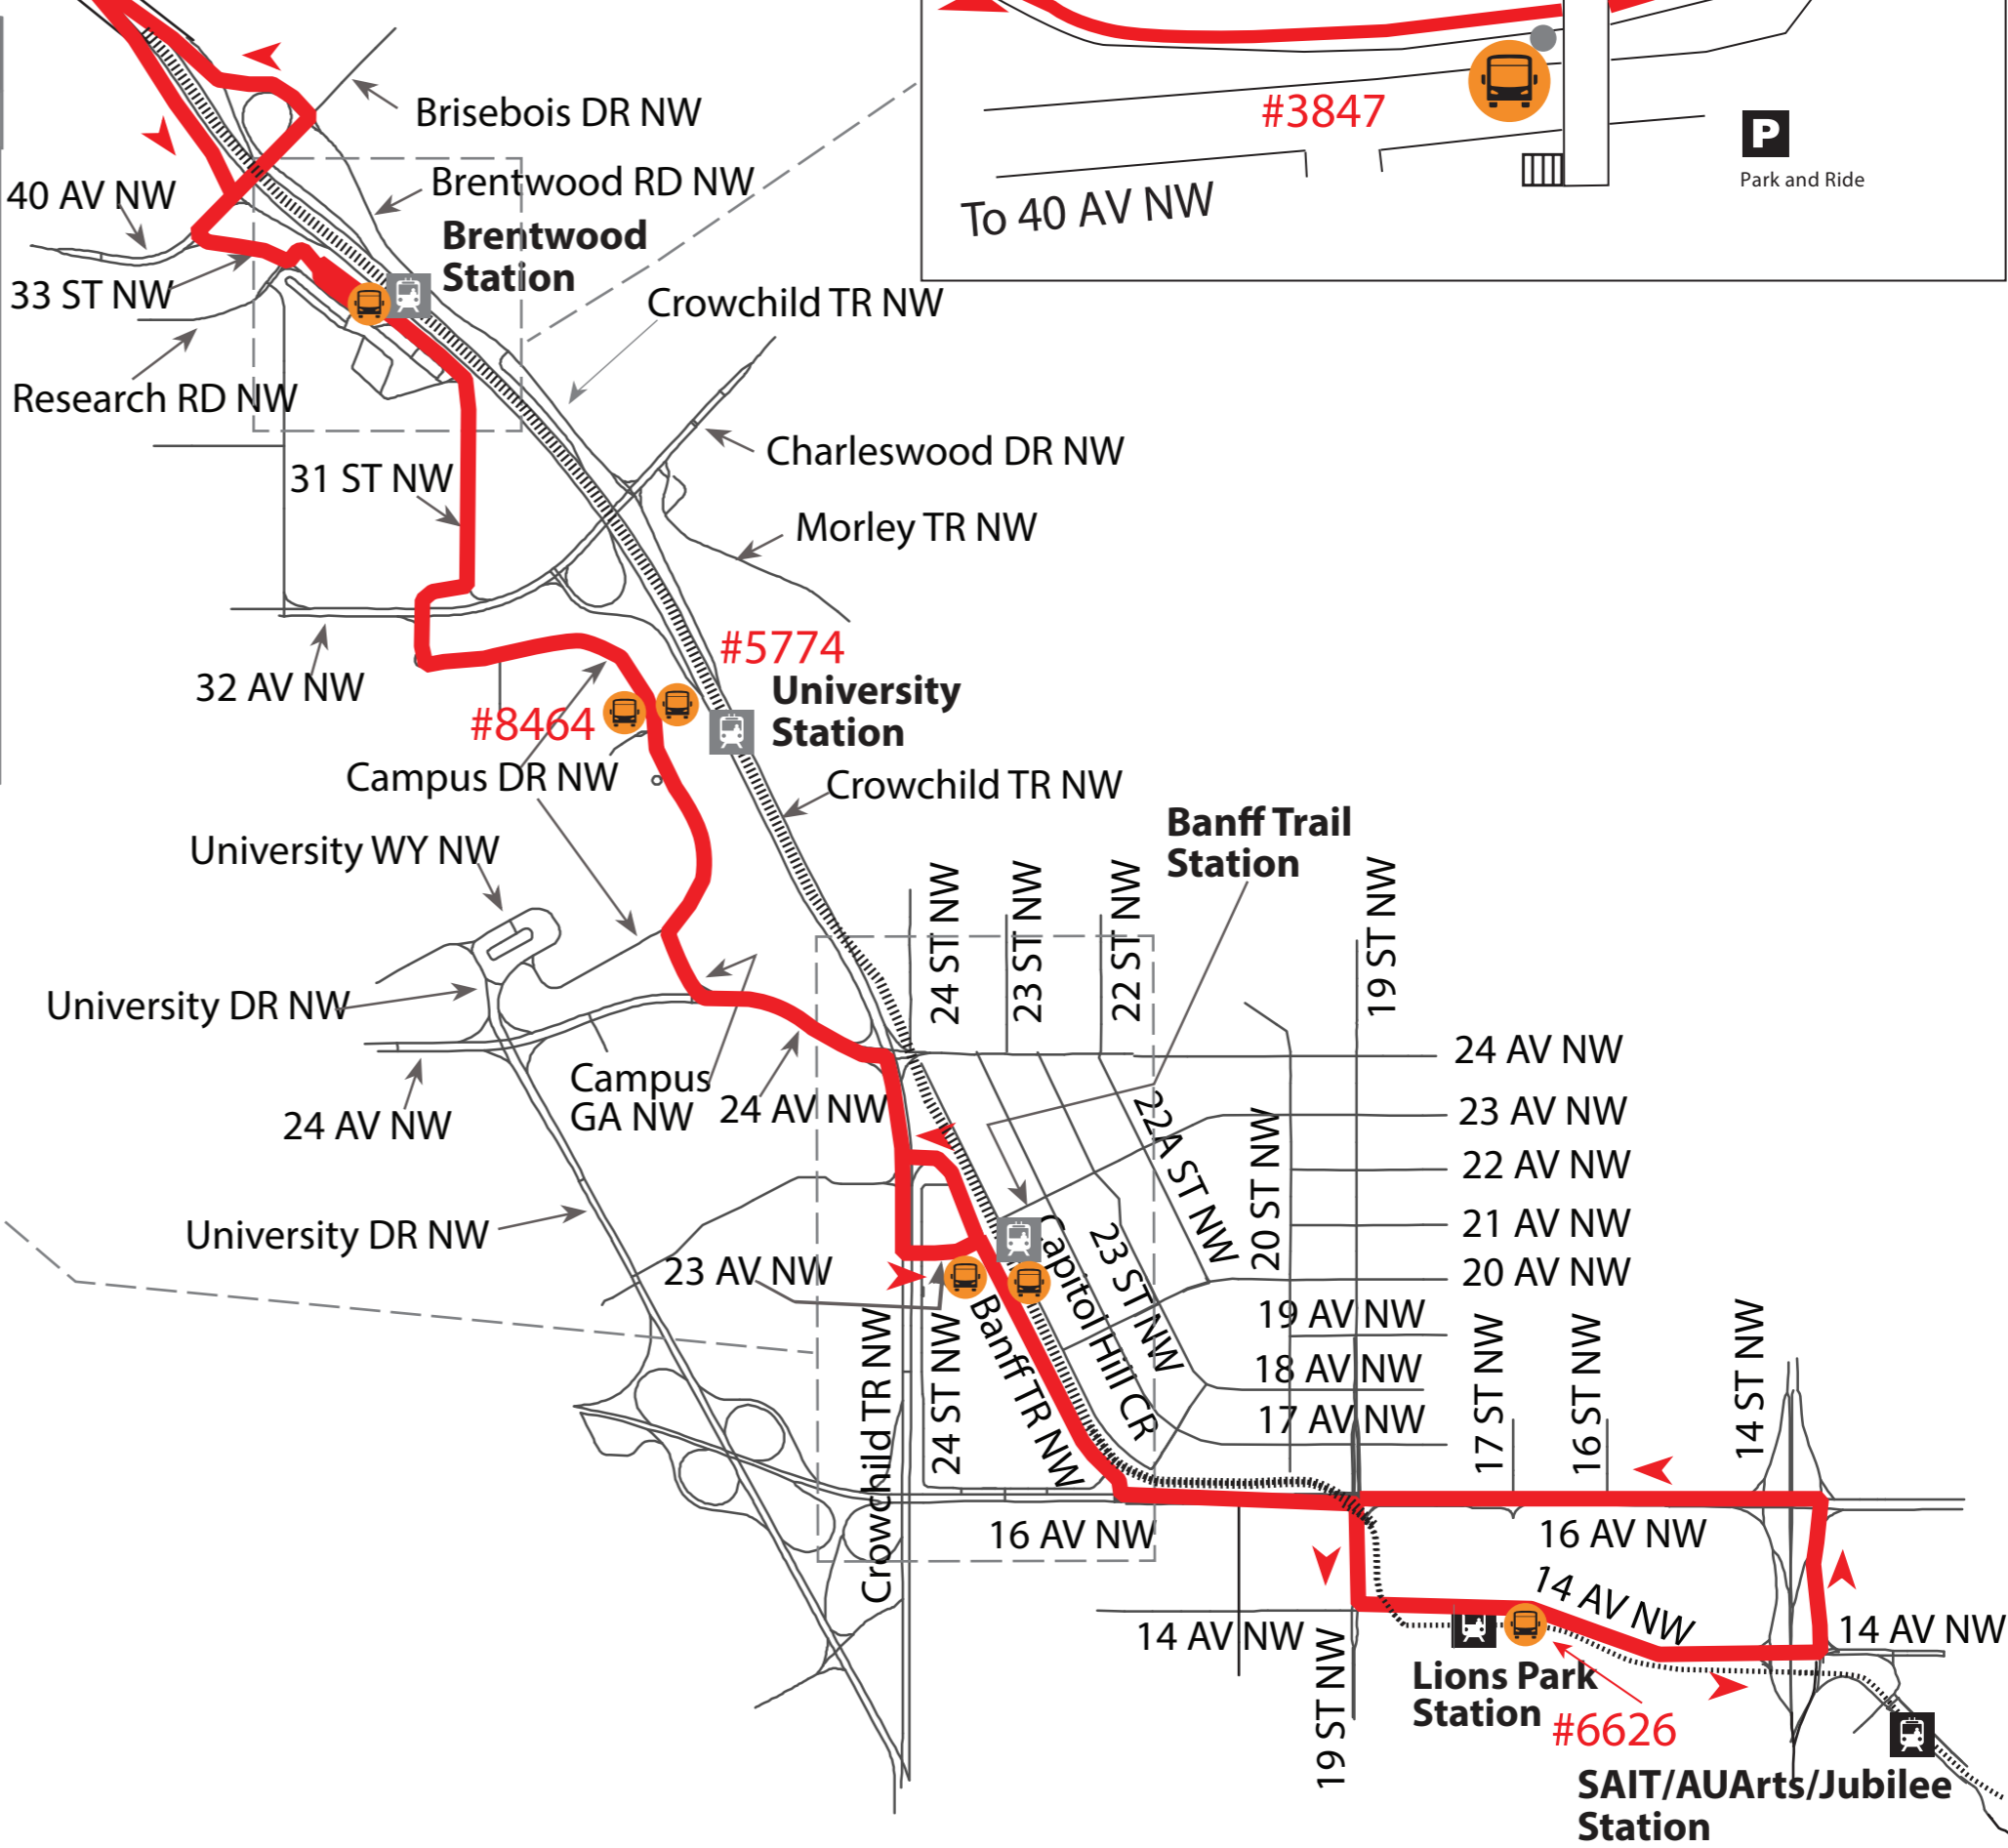 Brisebois DR NW
#3847
P
Park and Ride
Brentwood RD NW
40 AV NW
To 40 AV NW
Brentwood
Station
33 ST NW
Crowchild TR NW
Research RD NW
Charleswood DR NW
31 ST NW
Morley TR NW
#5774
32 AV NW
University
Station
#8464
Campus DR NW
Crowchild TR NW
Banff Trail
Station
University WY NW
24 ST NW
23 ST NW
22 ST NW
19 ST NW
University DR NW
24 AV NW
Campus
GA NW
24 AV NW
24 AV NW
23 AV NW
22A ST NW
20 ST NW
22 AV NW
University DR NW
21 AV NW
23 AV NW
20 AV NW
Capitol Hill CR
23 ST NW
19 AV NW
Crowchild TR NW
24 ST NW
Banff TR NW
18 AV NW
17 AV NW
17 ST NW
16 ST NW
14 ST NW
16 AV NW
16 AV NW
14 AV NW
14 AV NW
14 AV NW
19 ST NW
Lions Park
Station
#6626
SAIT/AUArts/Jubilee
Station